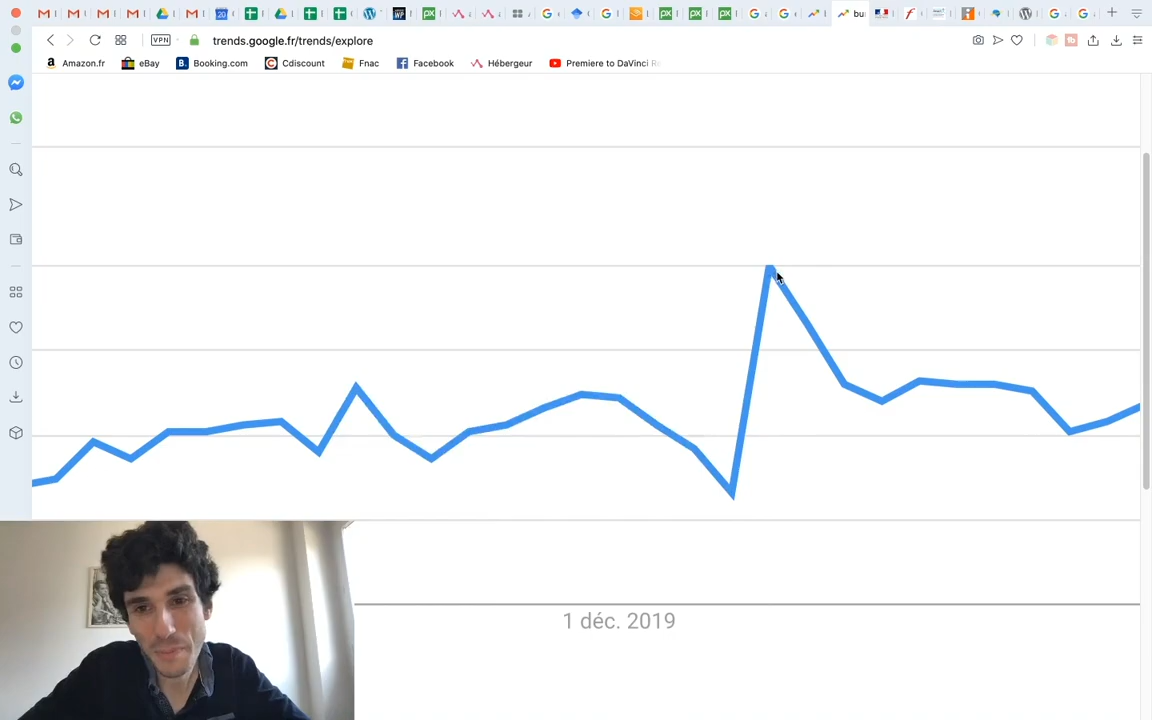 VPN
trends.google.fr/trends/explore
Amazon.fr
eBay
Booking.com
Cdiscount
Fnac
Facebook
Hébergeur
Premiere to DaVinci Re
1 déc. 2019